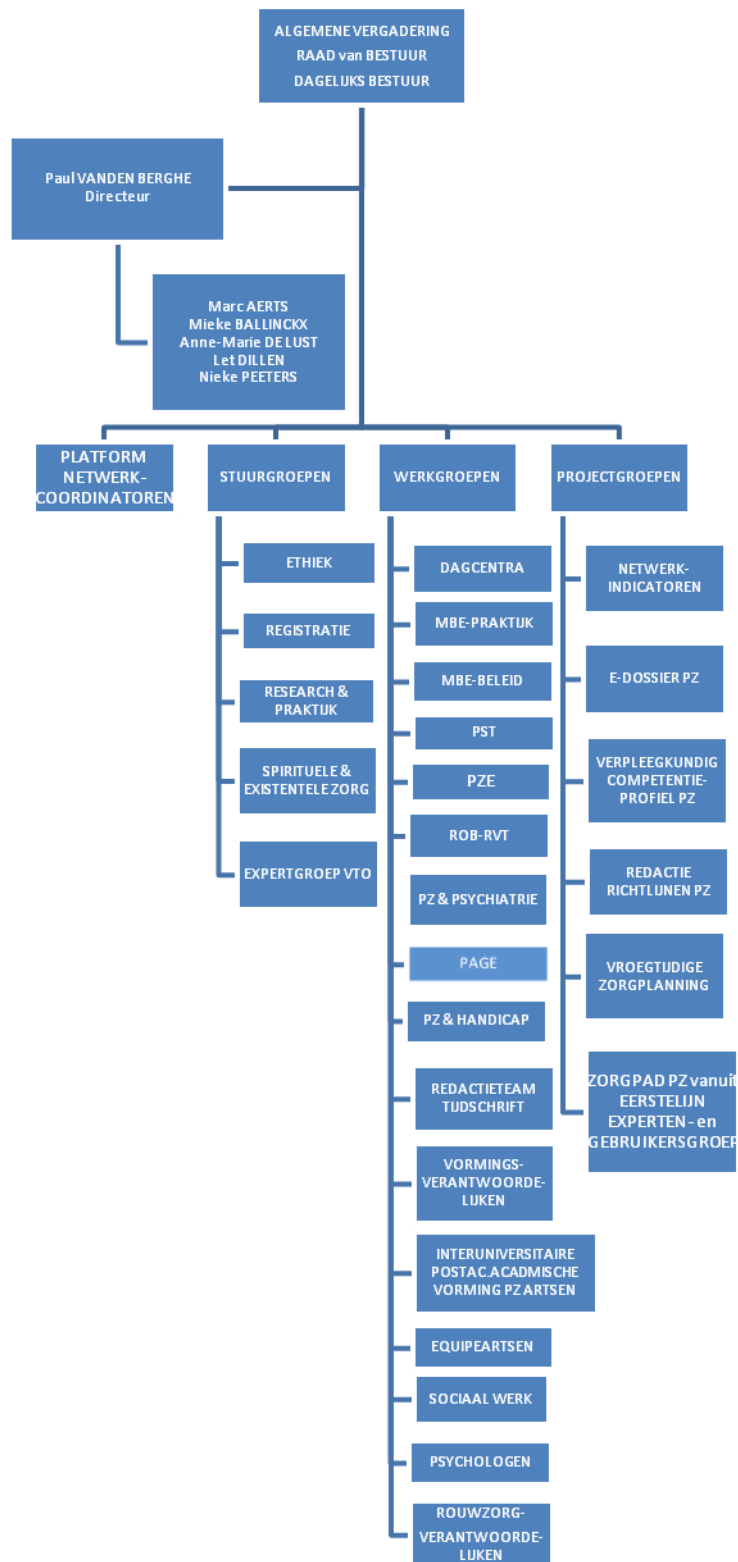 ALGEMENE VERGADERING
RAAD van BESTUUR
DAGELIJKS BESTUUR
Paul VANDEN BERGHE
Directeur
Marc AERTS
Mieke BALLINCKX
Anne-Marie DE LUST
Let DILLEN
Nieke PEETERS
PLATFORM
NETWERK-
COORDINATOREN
STUURGROEPEN
ETHIEK
REGISTRATIE
RESEARCH &
PRAKTIJK
SPIRITUELE &
EXISTENTELE ZORG
EXPERTGROEP VTO
WERKGROEPEN
DAGCENTRA
MBE-PRAKTIJK
MBE-BELEID
PST
PZE
ROB-RVT
PZ & PSYCHIATRIE
PAGE
PZ & HANDICAP
REDACTIETEAM
TIJDSCHRIFT
VORMINGS-
VERANTWOORDE-
LIJKEN
INTERUNIVERSITAIRE
POSTAC.ACADMISCHE
VORMING PZ ARTSEN
EQUIPEARTSEN
SOCIAAL WERK
PSYCHOLOGEN
ROUWZORG-
VERANTWOORDE-
LIJKEN
PROJECTGROEPEN
NETWERK-
INDICATOREN
E-DOSSIER PZ
VERPLEEGKUNDIG
COMPETENTIE-
PROFIEL PZ
REDACTIE
RICHTLIJNEN PZ
VROEGTIJDIGE
ZORGPLANNING
ZORGPAD PZ vanuit
EERSTELIJN
EXPERTEN - en
GEBRUIKERSGROEP